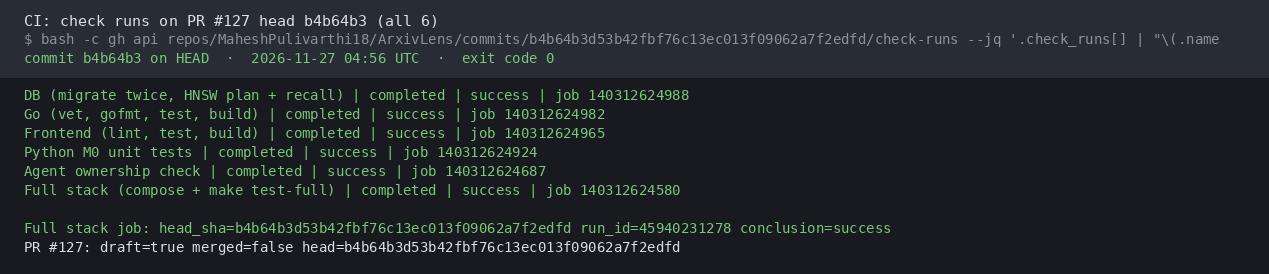 CI: check runs on PR #127 head b4b64b3 (all 6)
$ bash -c gh api repos/MaheshPulivarthi18/ArxivLens/commits/b4b64b3d53b42fbf76c13ec013f09062a7f2edfd/check-runs --jq '.check_runs[] | "\(.name
commit b4b64b3 on HEAD · 2026-11-27 04:56 UTC · exit code 0
DB (migrate twice, HNSW plan + recall) | completed | success | job 140312624988
Go (vet, gofmt, test, build) | completed | success | job 140312624982
Frontend (lint, test, build) | completed | success | job 140312624965
Python M0 unit tests | completed | success | job 140312624924
Agent ownership check | completed | success | job 140312624687
Full stack (compose + make test-full) | completed | success | job 140312624580
Full stack job: head_sha=b4b64b3d53b42fbf76c13ec013f09062a7f2edfd run_id=45940231278 conclusion=success
PR #127: draft=true merged=false head=b4b64b3d53b42fbf76c13ec013f09062a7f2edfd